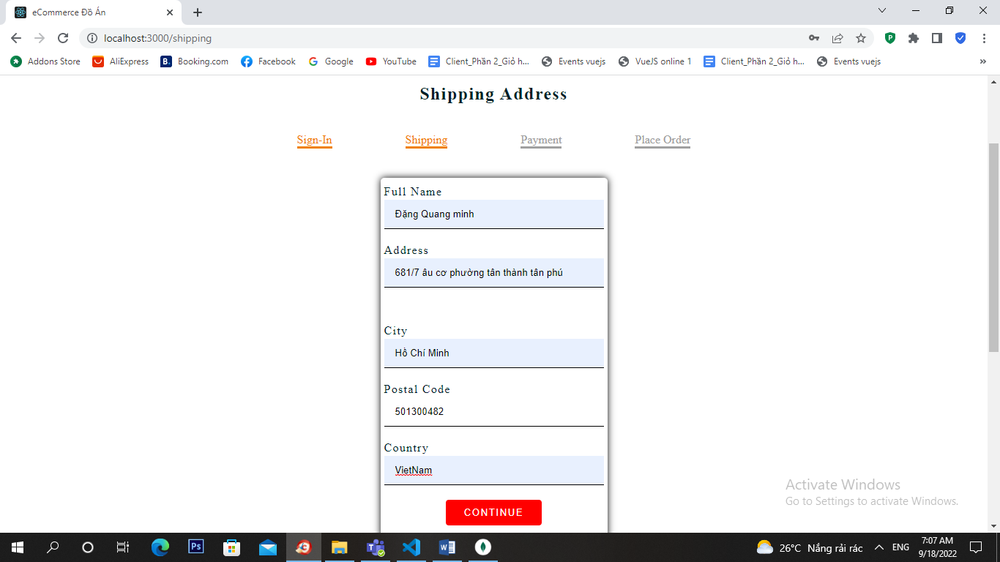 eCommerce Đồ Án
localhost:3000/shipping
Addons Store AliExpress Booking.com Facebook Google YouTube Client_Phần 2_Giỏ h... Events vuejs VueJS online 1 Client_Phần 2_Giỏ h... Events vuejs »
Shipping Address
Sign-In Shipping Payment Place Order
Full Name
Đặng Quang minh
Address
681/7 âu cơ phường tân thành tân phú
City
Hồ Chí Minh
Postal Code
501300482
Country
VietNam
CONTINUE
Activate Windows
Go to Settings to activate Windows.
26°C Nắng rải rác ENG
7:07 AM
9/18/2022